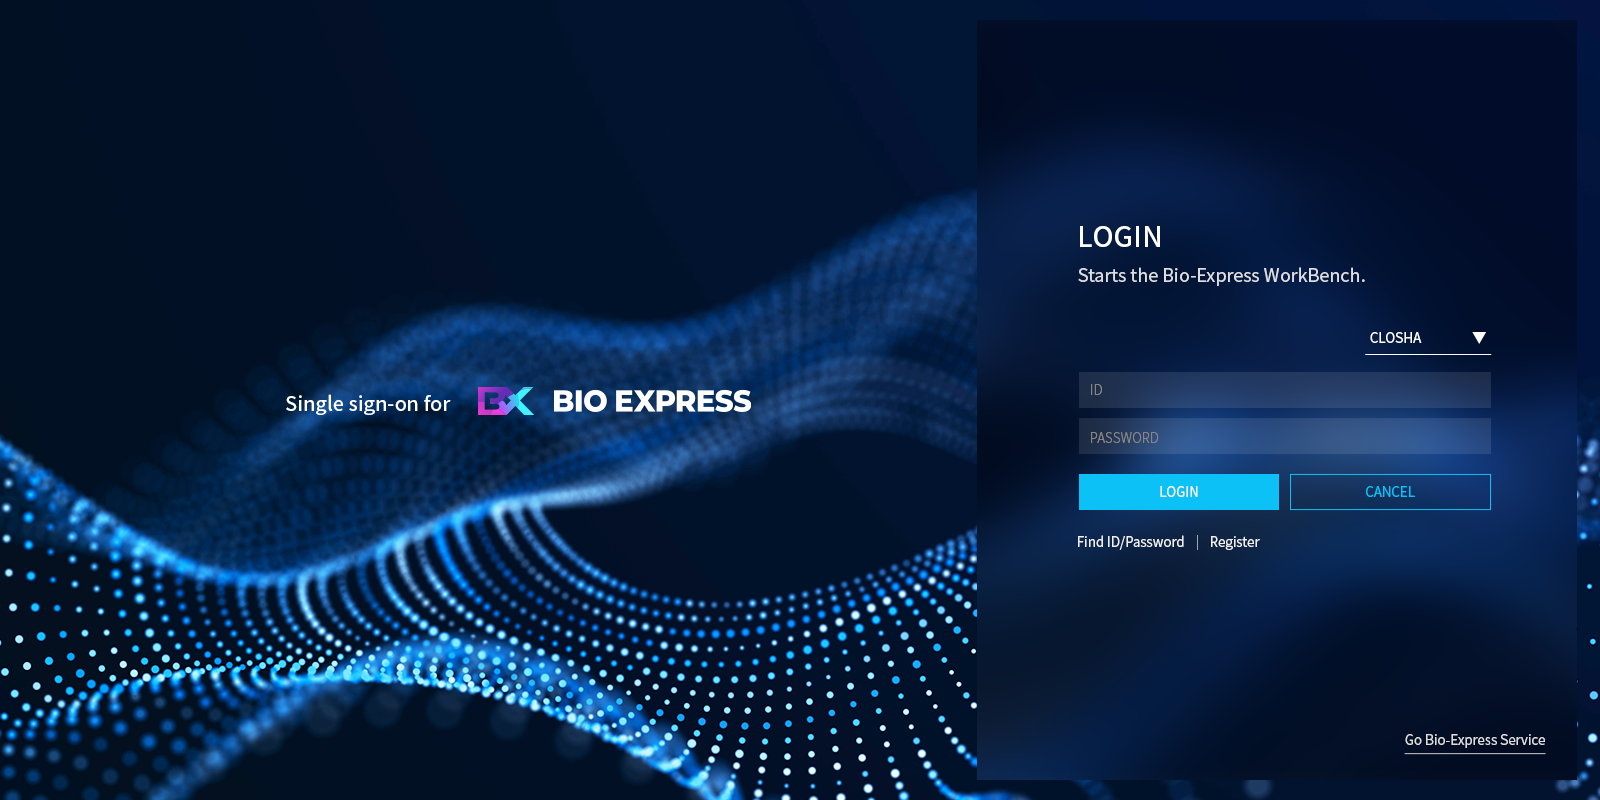 Single sign-on for BX BIO EXPRESS
LOGIN
Starts the Bio-Express WorkBench.
CLOSHA ▼
ID
PASSWORD
LOGIN CANCEL
Find ID/Password | Register
Go Bio-Express Service